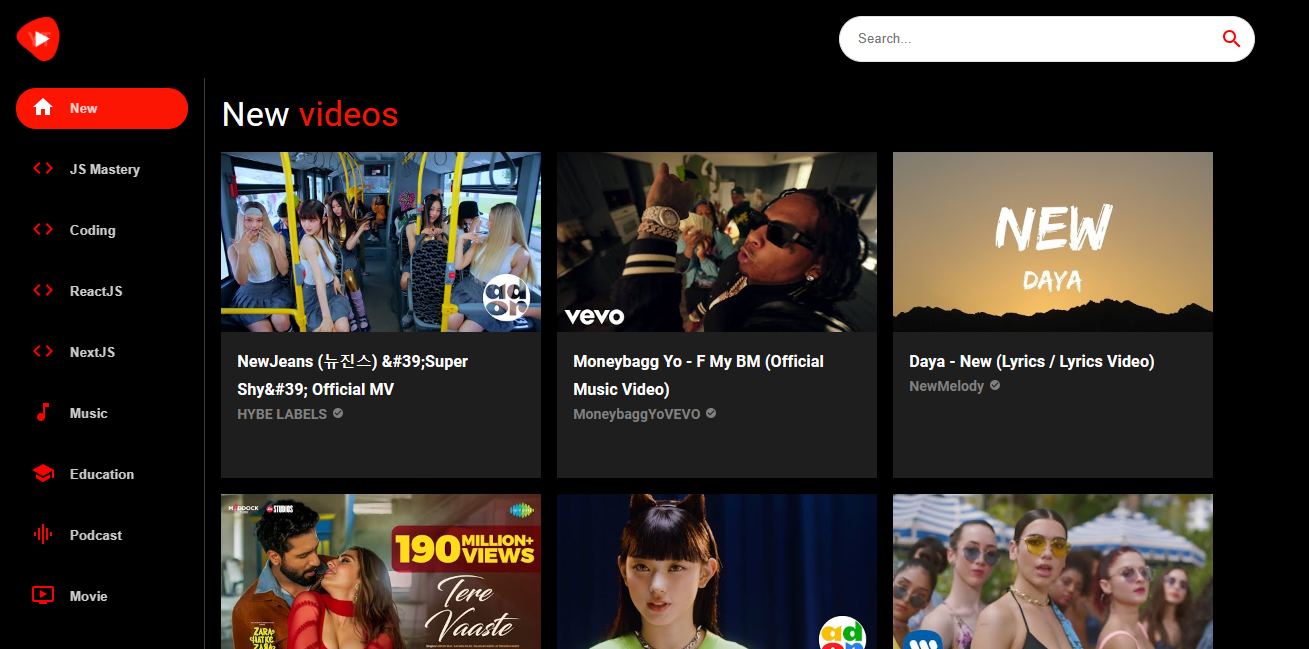 Search...
New
JS Mastery
Coding
ReactJS
NextJS
Music
Education
Podcast
Movie
New videos
ador
vevo
NEW
DAYA
NewJeans (뉴진스) &#39;Super
Shy&#39; Official MV
HYBE LABELS
Moneybagg Yo - F My BM (Official
Music Video)
MoneybaggYoVEVO
Daya - New (Lyrics / Lyrics Video)
NewMelody
MADDOCK
STUDIOS
190 MILLION+
VIEWS
Tere
Vaaste
ZARA
HATKE
ZARA
ador